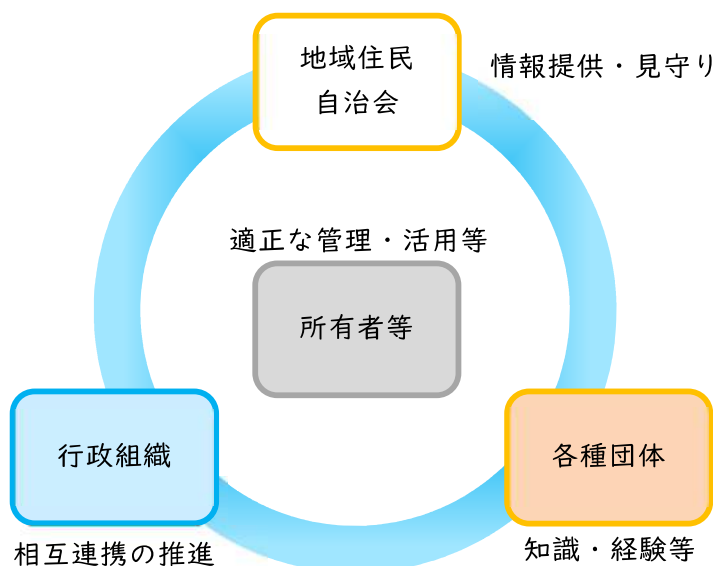 地域住民
自治会
情報提供・見守り
適正な管理・活用等
所有者等
行政組織
各種団体
相互連携の推進
知識・経験等